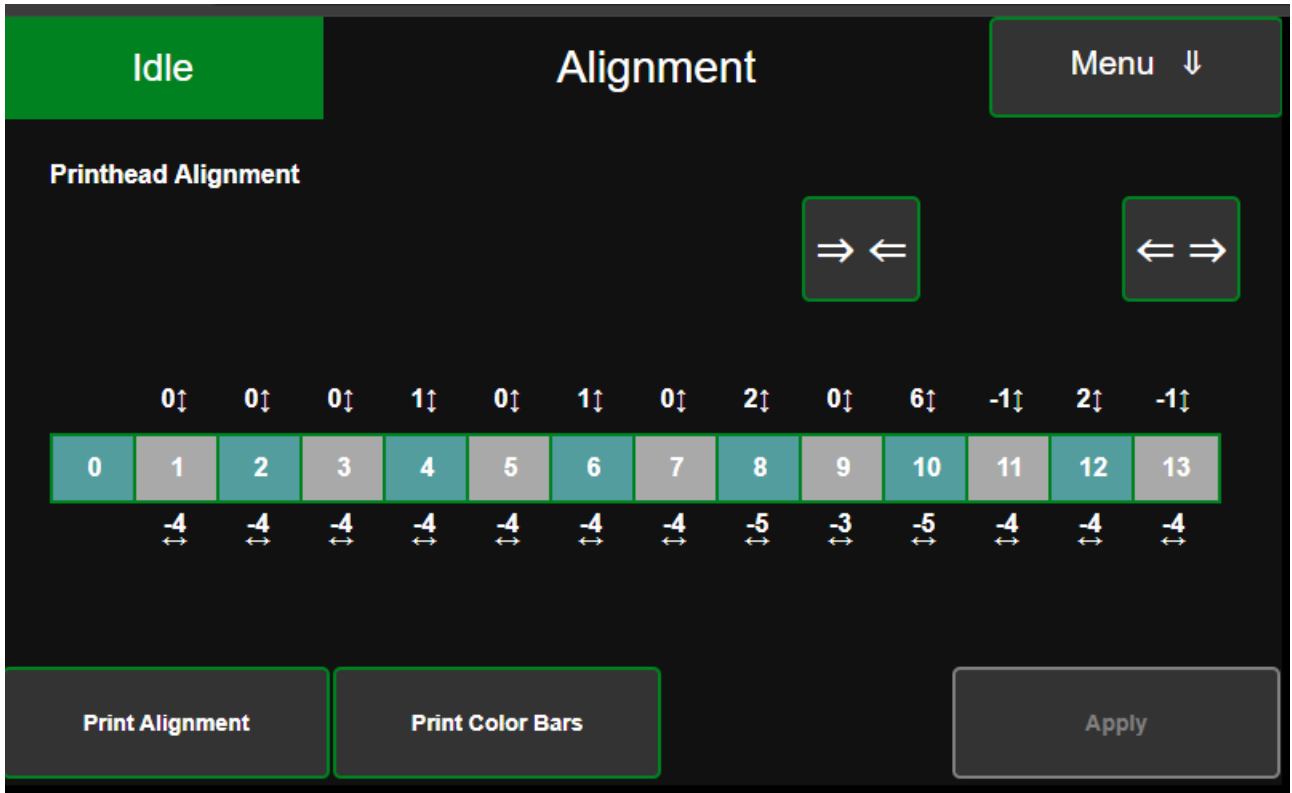 Idle
Alignment
Menu ⇓
Printhead Alignment
⇒ ⇐
⇐ ⇒
0↕ 0↕ 0↕ 1↕ 0↕ 1↕ 0↕ 2↕ 0↕ 6↕ -1↕ 2↕ -1↕
0 1 2 3 4 5 6 7 8 9 10 11 12 13
-4 -4 -4 -4 -4 -4 -4 -5 -3 -5 -4 -4 -4
↔ ↔ ↔ ↔ ↔ ↔ ↔ ↔ ↔ ↔ ↔ ↔ ↔
Print Alignment
Print Color Bars
Apply